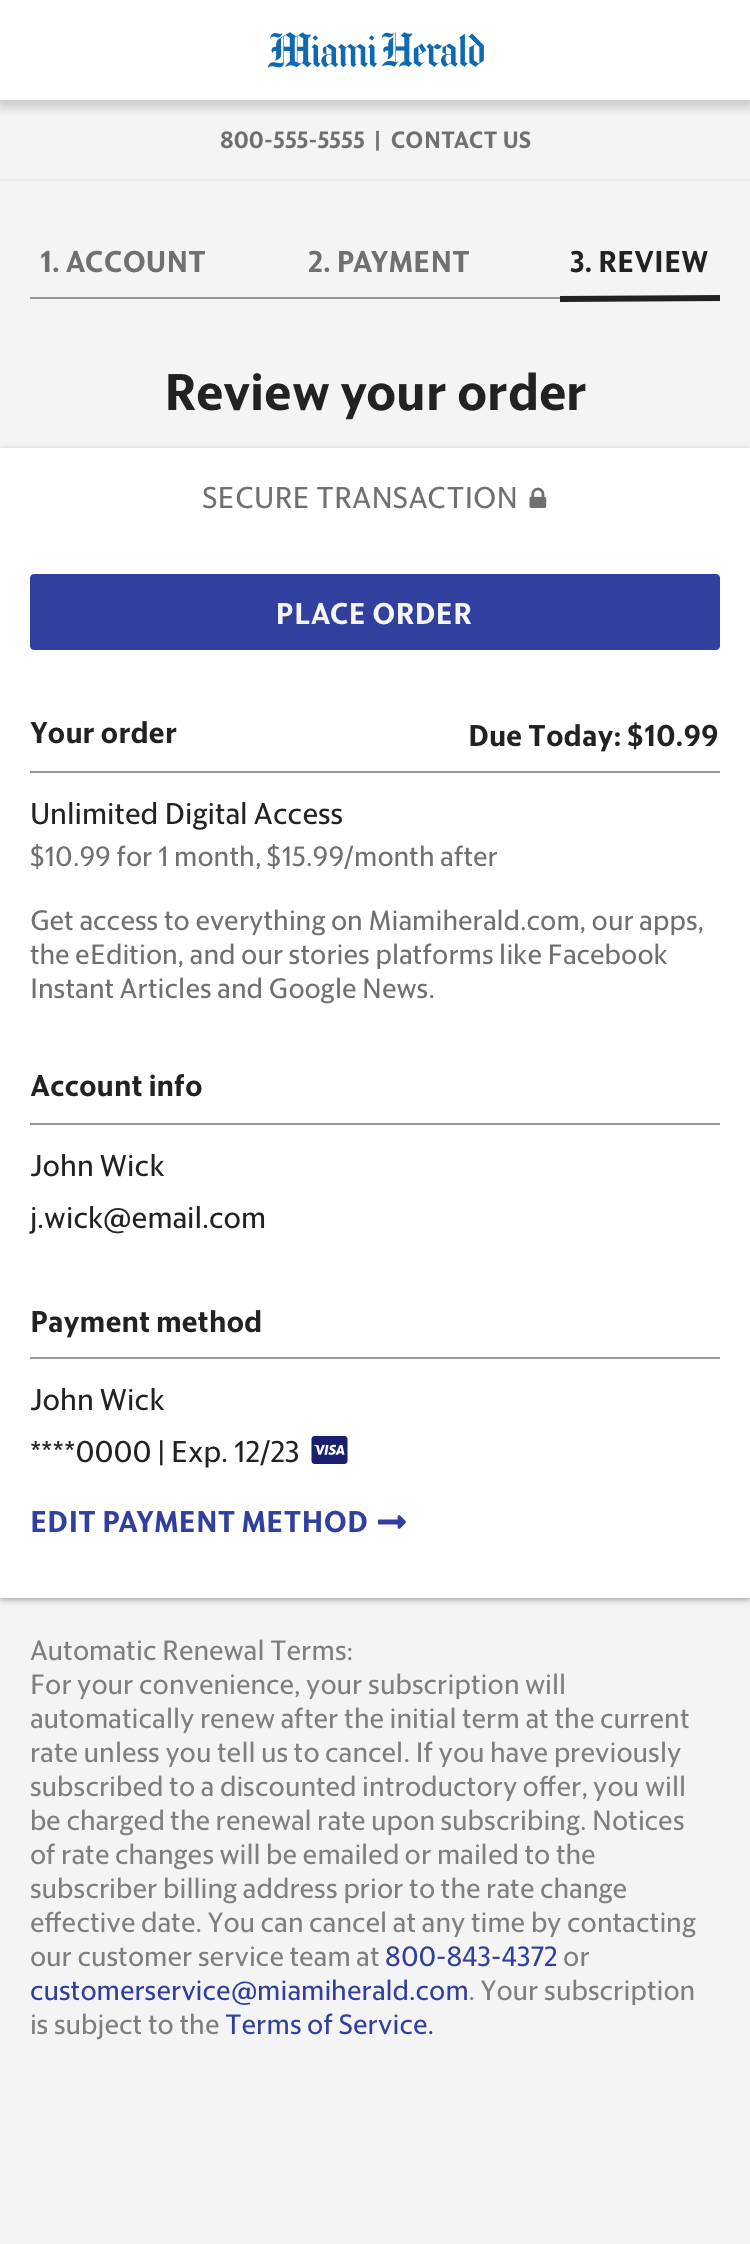 Miami Herald
800-555-5555 | CONTACT US
1. ACCOUNT 2. PAYMENT 3. REVIEW
Review your order
SECURE TRANSACTION
PLACE ORDER
Your order Due Today: $10.99
Unlimited Digital Access
$10.99 for 1 month, $15.99/month after
Get access to everything on Miamiherald.com, our apps,
the eEdition, and our stories platforms like Facebook
Instant Articles and Google News.
Account info
John Wick
j.wick@email.com
Payment method
John Wick
****0000 | Exp. 12/23 VISA
EDIT PAYMENT METHOD
Automatic Renewal Terms:
For your convenience, your subscription will
automatically renew after the initial term at the current
rate unless you tell us to cancel. If you have previously
subscribed to a discounted introductory offer, you will
be charged the renewal rate upon subscribing. Notices
of rate changes will be emailed or mailed to the
subscriber billing address prior to the rate change
effective date. You can cancel at any time by contacting
our customer service team at 800-843-4372 or
customerservice@miamiherald.com. Your subscription
is subject to the Terms of Service.